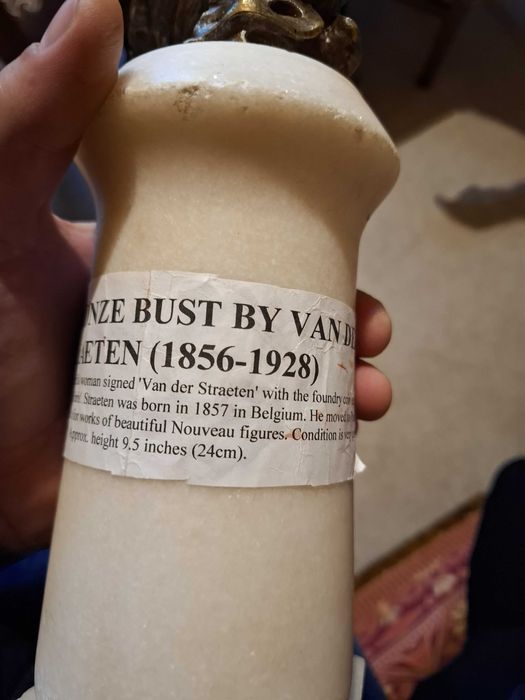 NZE BUST BY VAN DE
AETEN (1856-1928)
woman signed 'Van der Straeten' with the foundry
Straeten was born in 1857 in Belgium. He moved
works of beautiful Nouveau figures. Condition is
approx. height 9.5 inches (24cm).